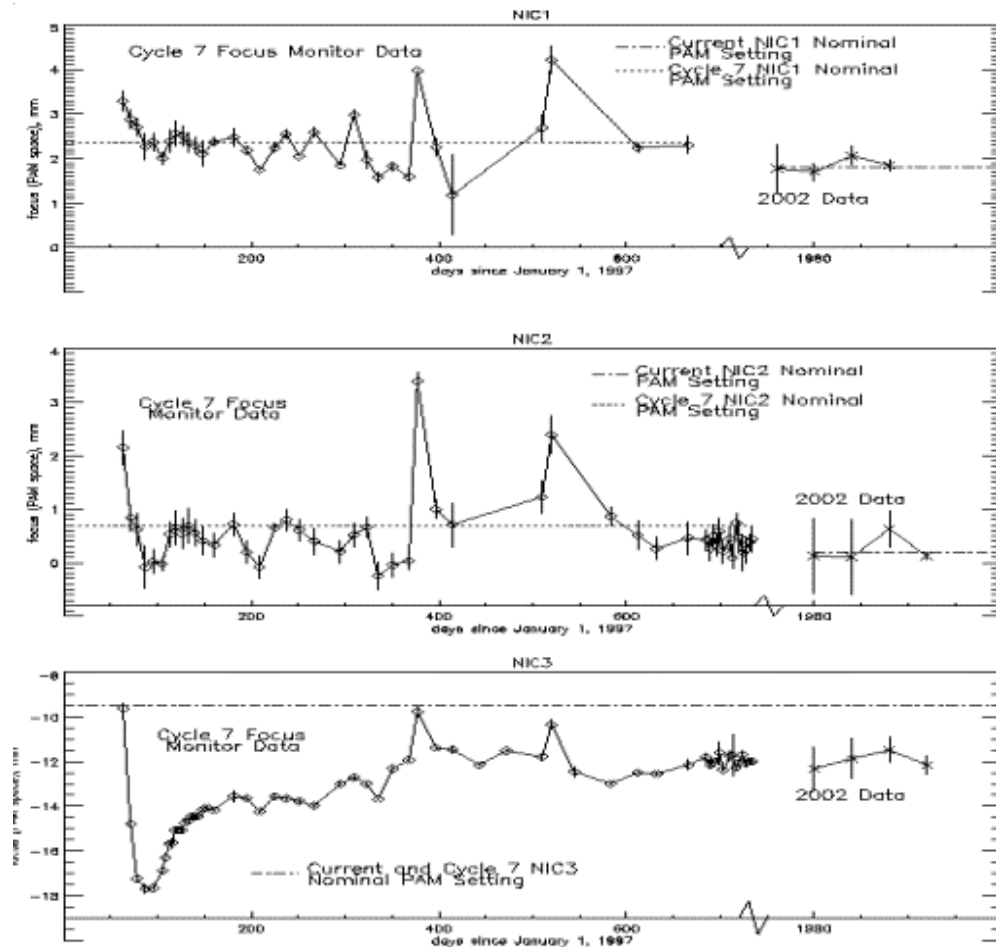 NIC1
Cycle 7 Focus Monitor Data
Current NIC1 Nominal
PAM Setting
Cycle 7 NIC1 Nominal
PAM Setting
2002 Data
focus (PAM space), mm
5
4
3
2
1
0
200
400
600
1980
days since January 1, 1997
NIC2
Cycle 7 Focus
Monitor Data
Current NIC2 Nominal
PAM Setting
Cycle 7 NIC2 Nominal
PAM Setting
2002 Data
focus (PAM space), mm
4
3
2
1
0
200
400
600
1980
days since January 1, 1997
NIC3
Cycle 7 Focus
Monitor Data
2002 Data
Current and Cycle 7 NIC3
Nominal PAM Setting
focus (PAM space), mm
-8
-10
-12
-14
-16
-18
200
400
600
1980
days since January 1, 1997